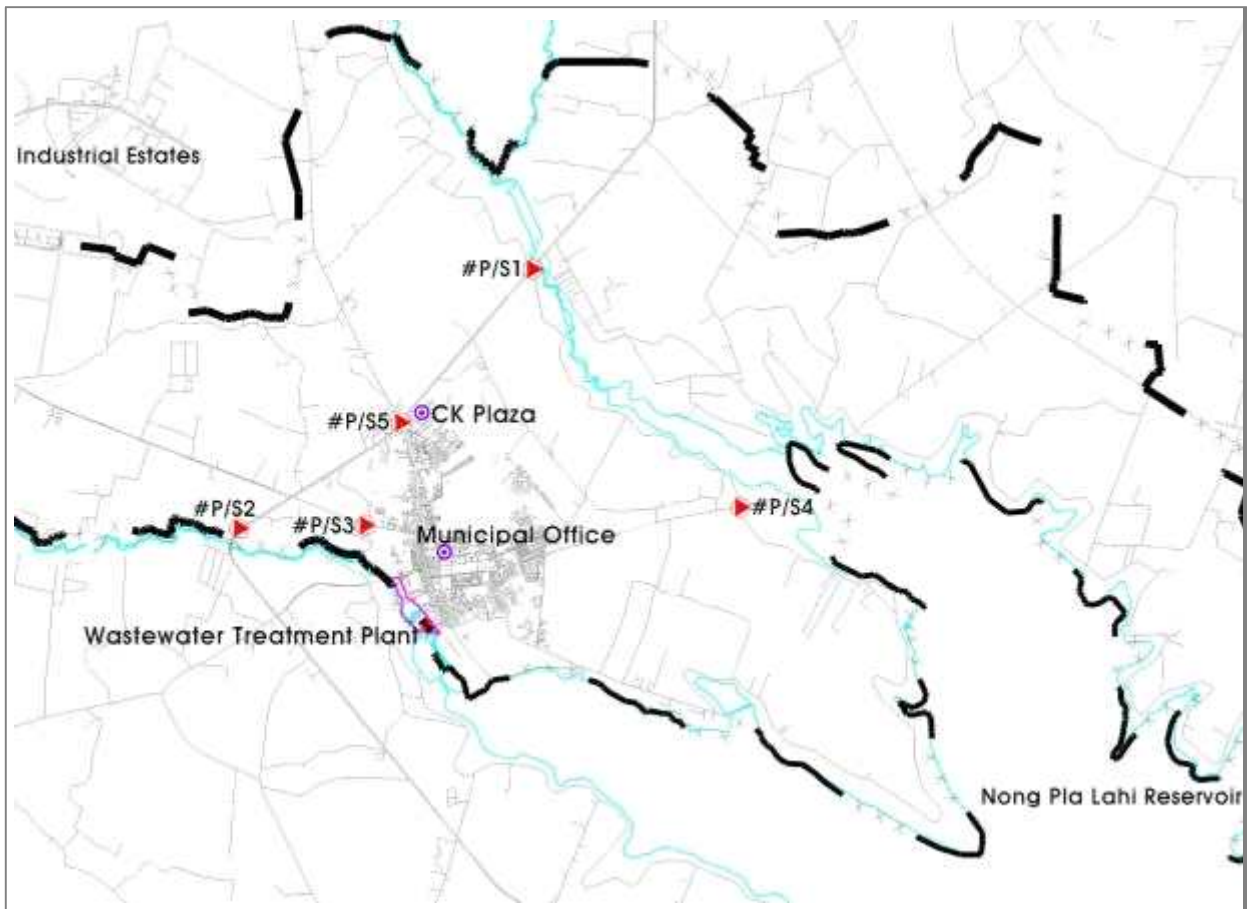 Industrial Estates
#P/S1
#P/S5
CK Plaza
#P/S2
#P/S3
#P/S4
Municipal Office
Wastewater Treatment Plant
Nong Pla Lahi Reservoir